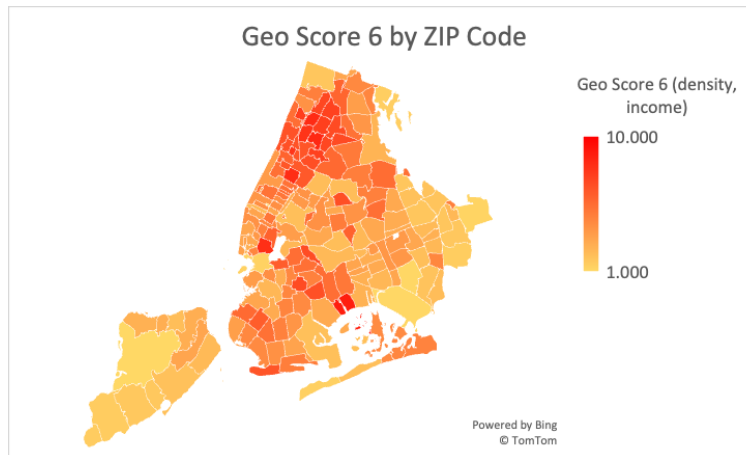 Geo Score 6 by ZIP Code
Geo Score 6 (density,
income)
10.000
1.000
Powered by Bing
© TomTom